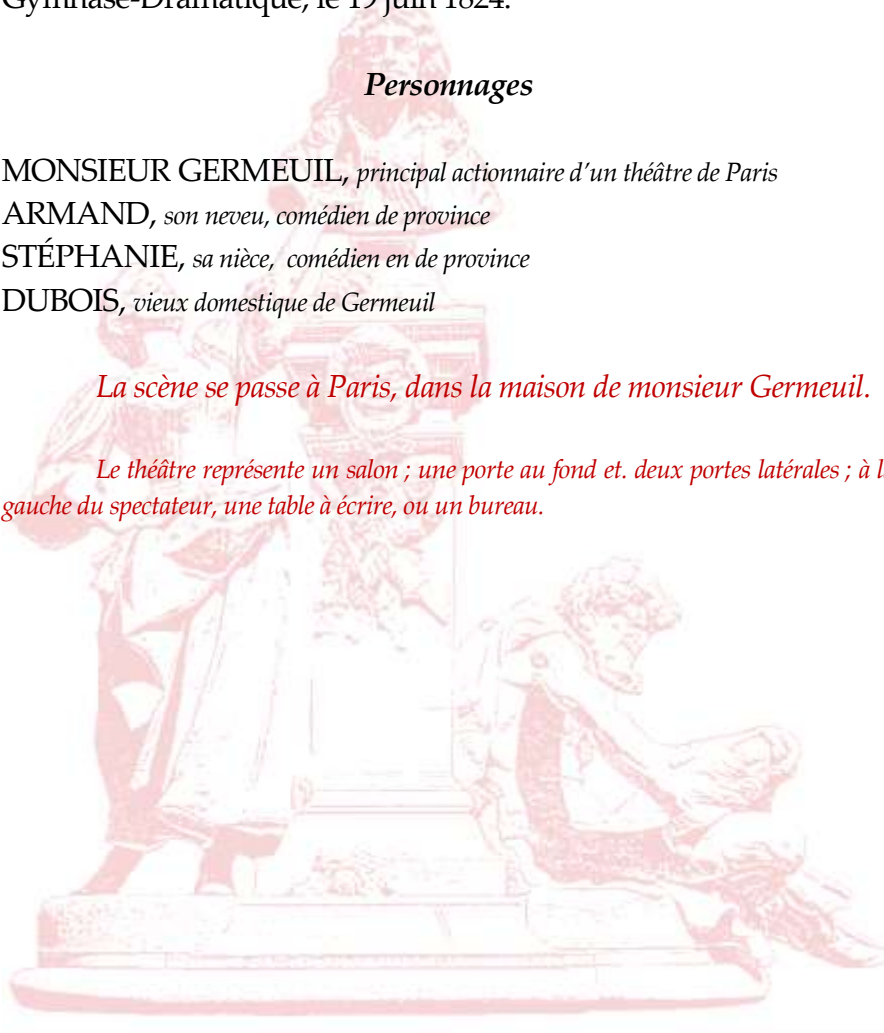 Gymnase-Dramatique, le 19 juin 1824.
Personnages
MONSIEUR GERMEUIL, principal actionnaire d’un théâtre de Paris
ARMAND, son neveu, comédien de province
STÉPHANIE, sa nièce, comédien en de province
DUBOIS, vieux domestique de Germeuil
La scène se passe à Paris, dans la maison de monsieur Germeuil.
Le théâtre représente un salon ; une porte au fond et. deux portes latérales ; à
gauche du spectateur, une table à écrire, ou un bureau.